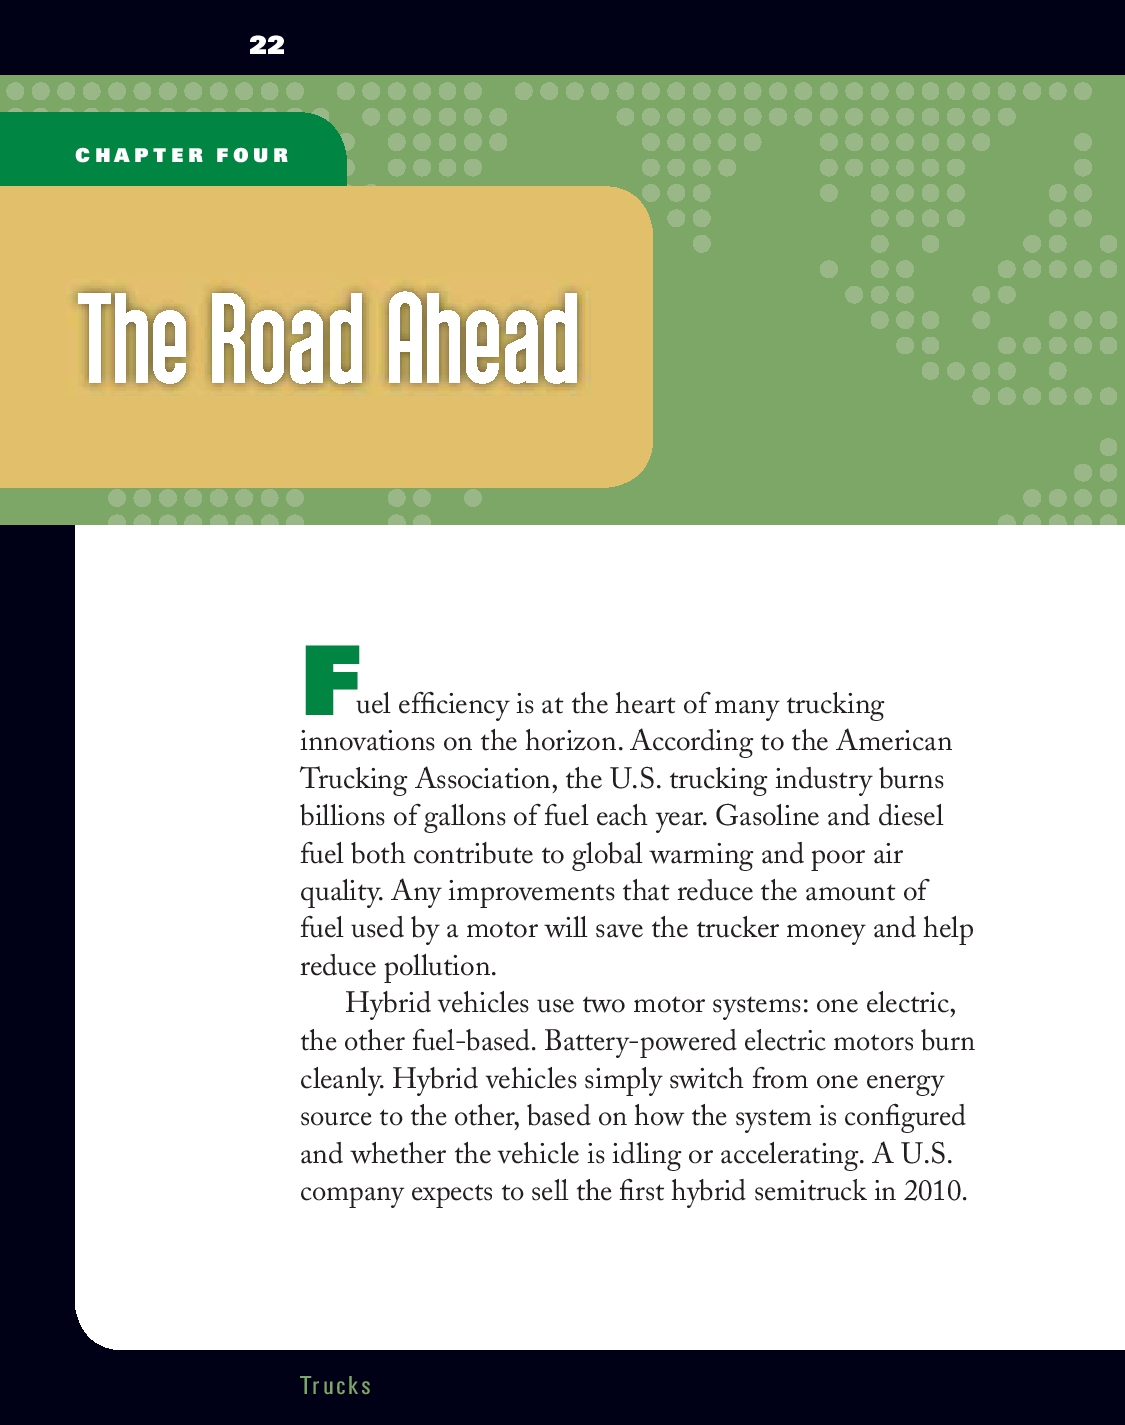 22
CHAPTER FOUR
The Road Ahead
Fuel efficiency is at the heart of many trucking
innovations on the horizon. According to the American
Trucking Association, the U.S. trucking industry burns
billions of gallons of fuel each year. Gasoline and diesel
fuel both contribute to global warming and poor air
quality. Any improvements that reduce the amount of
fuel used by a motor will save the trucker money and help
reduce pollution.
Hybrid vehicles use two motor systems: one electric,
the other fuel-based. Battery-powered electric motors burn
cleanly. Hybrid vehicles simply switch from one energy
source to the other, based on how the system is configured
and whether the vehicle is idling or accelerating. A U.S.
company expects to sell the first hybrid semitruck in 2010.
Trucks